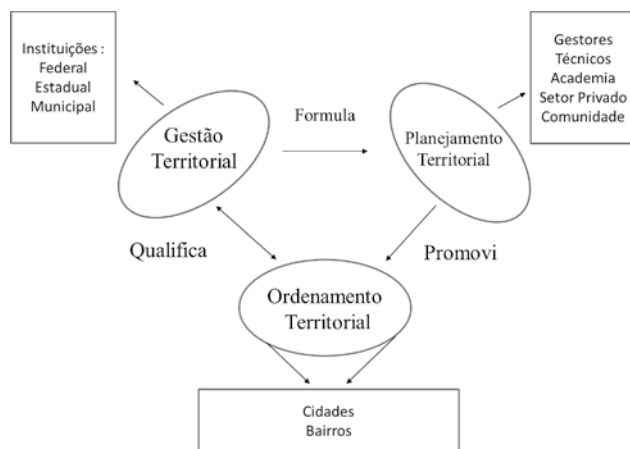 Instituições :
Federal
Estadual
Municipal
Gestores
Técnicos
Academia
Setor Privado
Comunidade
Formula
Gestão
Territorial
Planejamento
Territorial
Qualifica
Promovi
Ordenamento
Territorial
Cidades
Bairros